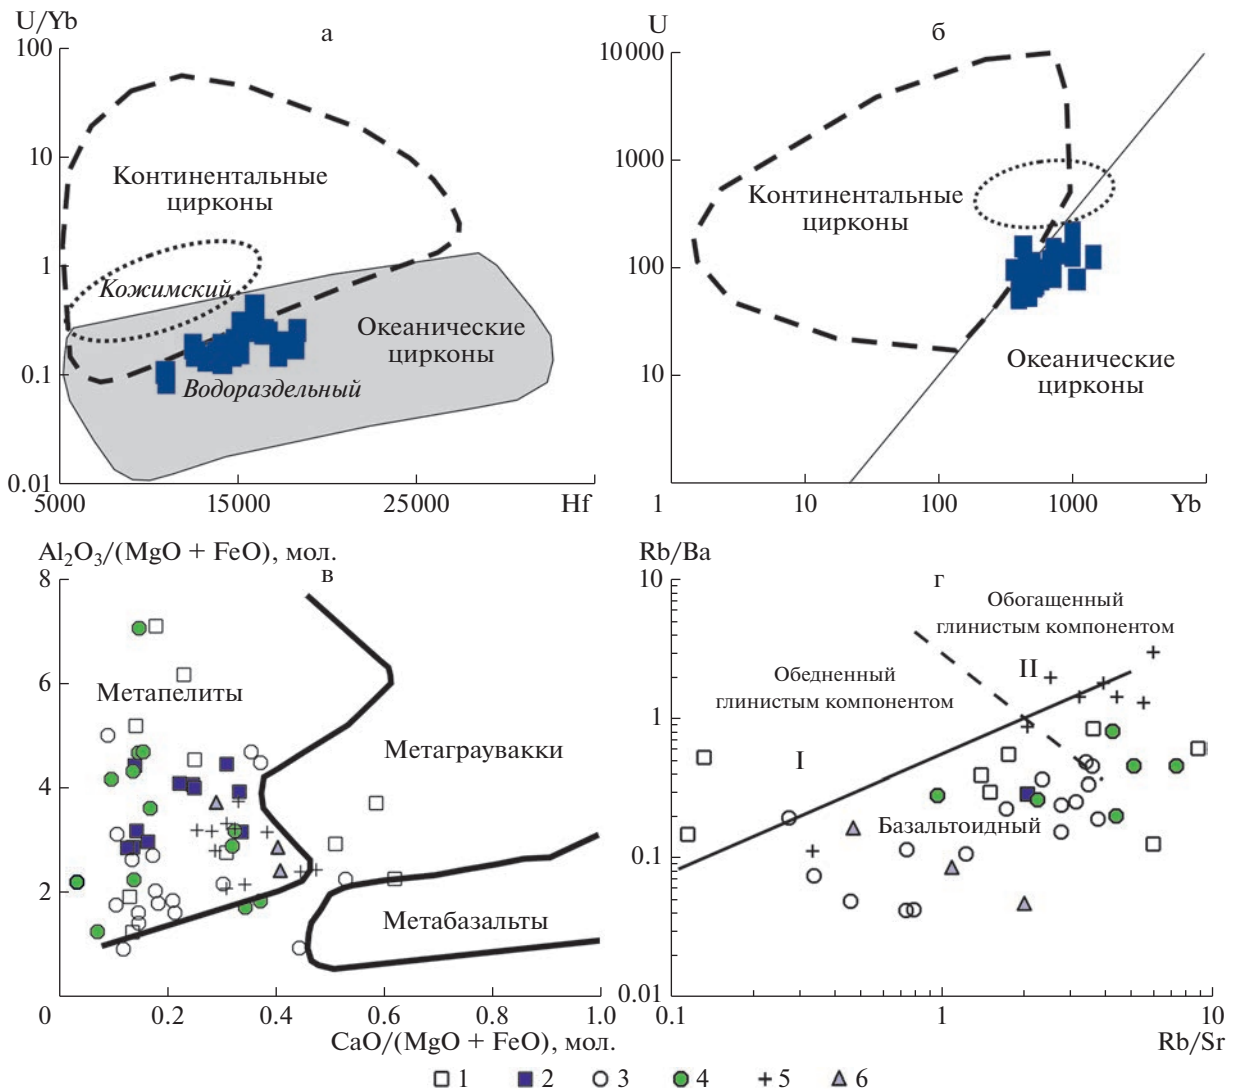 U/Yb
а
100
10
1
0.1
0.01
Континентальные
цирконы
Кожимский
Океанические
цирконы
Водораздельный
5000
15000
25000
Hf
U
б
10000
1000
100
10
Континентальные
цирконы
Океанические
цирконы
1
10
100
1000
Yb
Al₂O₃/(MgO + FeO), мол.
в
8
6
4
2
Метапелиты
Метаграувакки
Метабазальты
0
0.2
0.4
0.6
0.8
1.0
CaO/(MgO + FeO), мол.
Rb/Ba
г
10
1
0.1
0.01
Обогащенный
глинистым компонентом
II
Обедненный
глинистым компонентом
I
Базальтоидный
0.1
1
10
Rb/Sr
1 2 3 4 5 6